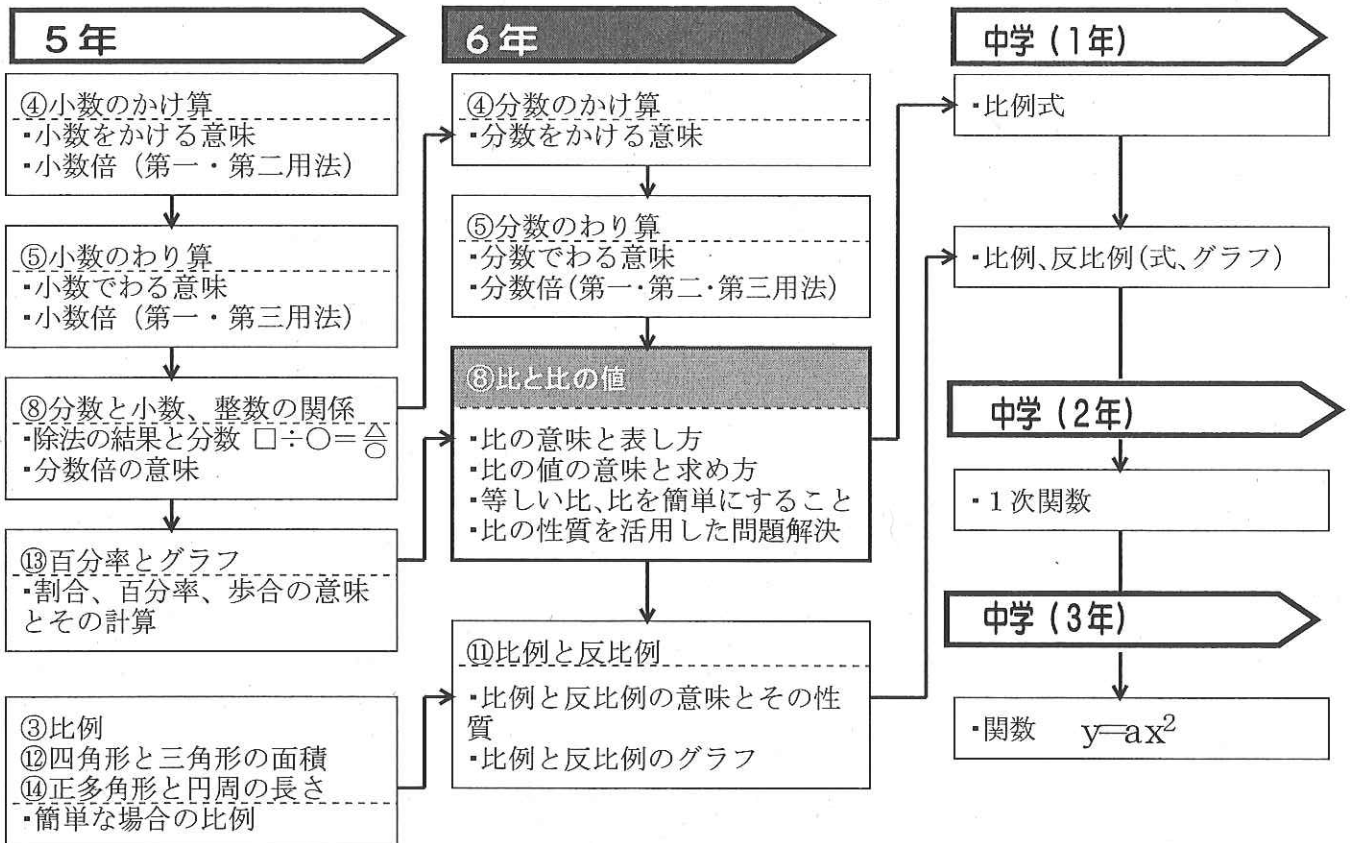 5年
④小数のかけ算
・小数をかける意味
・小数倍（第一・第二用法）
⑤小数のわり算
・小数でわる意味
・小数倍（第一・第三用法）
⑧分数と小数、整数の関係
・除法の結果と分数 □÷○=△/○
・分数倍の意味
⑬百分率とグラフ
・割合、百分率、歩合の意味
とその計算
③比例
⑫四角形と三角形の面積
⑭正多角形と円周の長さ
・簡単な場合の比例
6年
④分数のかけ算
・分数をかける意味
⑤分数のわり算
・分数でわる意味
・分数倍（第一・第二・第三用法）
⑧比と比の値
・比の意味と表し方
・比の値の意味と求め方
・等しい比、比を簡単にすること
・比の性質を活用した問題解決
⑪比例と反比例
・比例と反比例の意味とその性
質
・比例と反比例のグラフ
中学（1年）
・比例式
・比例、反比例（式、グラフ）
中学（2年）
・1次関数
中学（3年）
・関数 y=ax²